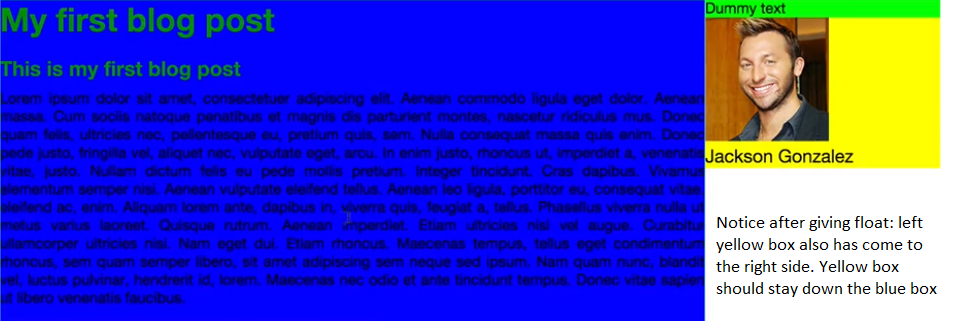 My first blog post
This is my first blog post
Lorem ipsum dolor sit amet, consectetuer adipiscing elit. Aenean commodo ligula eget dolor. Aenean
massa. Cum sociis natoque penatibus et magnis dis parturient montes, nascetur ridiculus mus. Donec
quam felis, ultricies nec, pellentesque eu, pretium quis, sem. Nulla consequat massa quis enim. Donec
pede justo, fringilla vel, aliquet nec, vulputate eget, arcu. In enim justo, rhoncus ut, imperdiet a, venenatis
vitae, justo. Nullam dictum felis eu pede mollis pretium. Integer tincidunt. Cras dapibus. Vivamus
elementum semper nisi. Aenean vulputate eleifend tellus. Aenean leo ligula, porttitor eu, consequat vitae,
eleifend ac, enim. Aliquam lorem ante, dapibus in, viverra quis, feugiat a, tellus. Phasellus viverra nulla ut
metus varius laoreet. Quisque rutrum. Aenean imperdiet. Etiam ultricies nisi vel augue. Curabitur
ullamcorper ultricies nisi. Nam eget dui. Etiam rhoncus. Maecenas tempus, tellus eget condimentum
rhoncus, sem quam semper libero, sit amet adipiscing sem neque sed ipsum. Nam quam nunc, blandit
vel, luctus pulvinar, hendrerit id, lorem. Maecenas nec odio et ante tincidunt tempus. Donec vitae sapien
ut libero venenatis faucibus.
Dummy text
Jackson Gonzalez
Notice after giving float: left
yellow box also has come to
the right side. Yellow box
should stay down the blue box